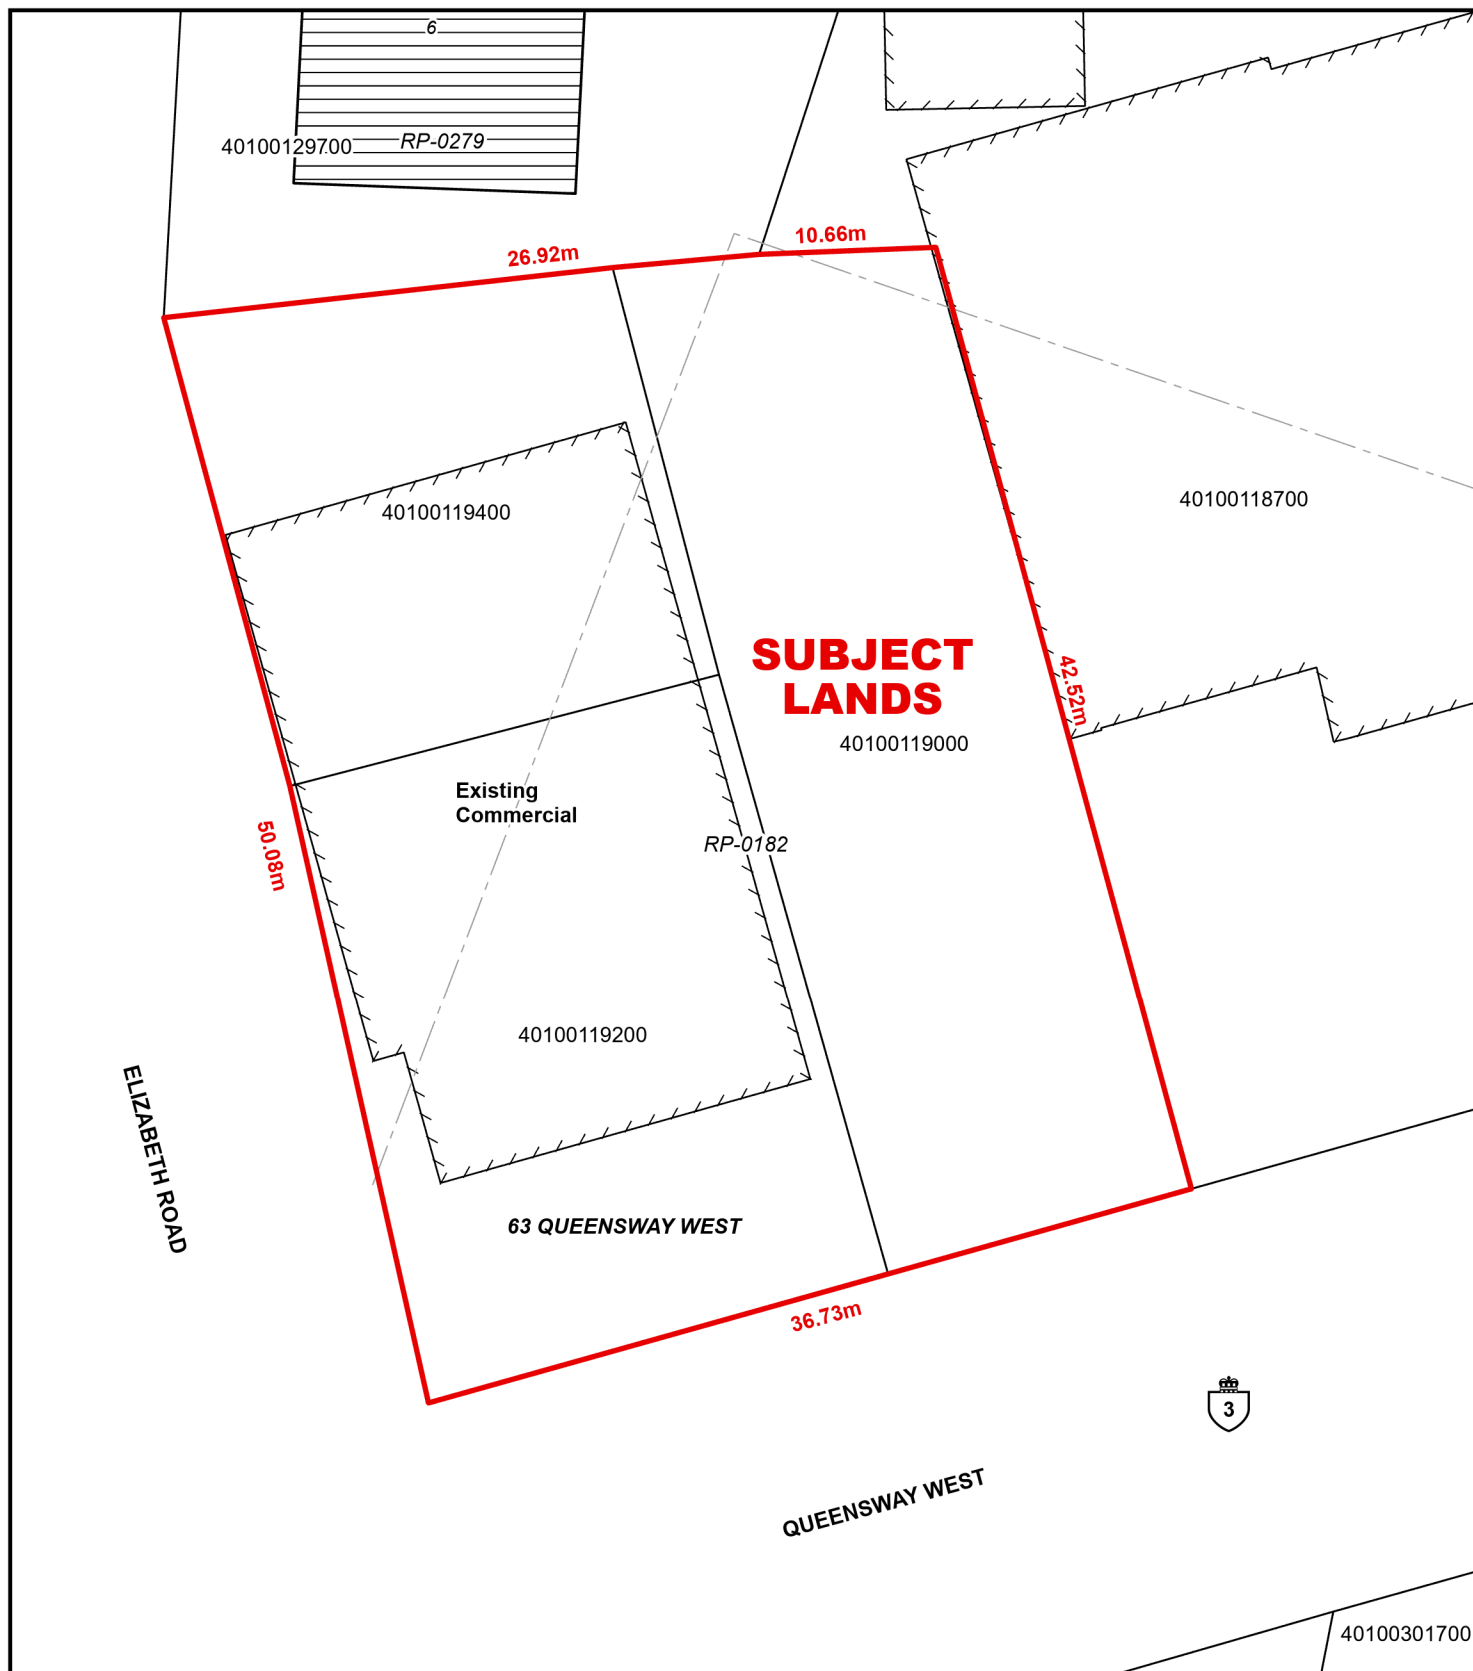 6
40100129700
RP-0279
26.92m
10.66m
40100119400
40100118700
SUBJECT
LANDS
42.52m
40100119000
Existing
Commercial
50.08m
RP-0182
40100119200
ELIZABETH ROAD
63 QUEENSWAY WEST
36.73m
3
QUEENSWAY WEST
40100301700